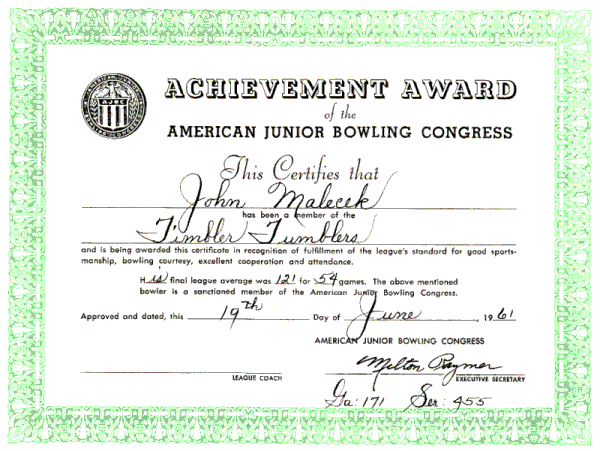 AJBC
ACHIEVEMENT AWARD
of the
AMERICAN JUNIOR BOWLING CONGRESS
This Certifies that
John Malecek
has been a member of the
Timbler Tumblers
and is being awarded this certificate in recognition of fulfillment of the league's standard for good sports-
manship, bowling courtesy, excellent cooperation and attendance.
His final league average was 121 for 54 games. The above mentioned
bowler is a sanctioned member of the American Junior Bowling Congress.
Approved and dated, this 19th Day of June, 1961
AMERICAN JUNIOR BOWLING CONGRESS
Milton Raymer
LEAGUE COACH EXECUTIVE SECRETARY
Ga: 171 Ser: 455